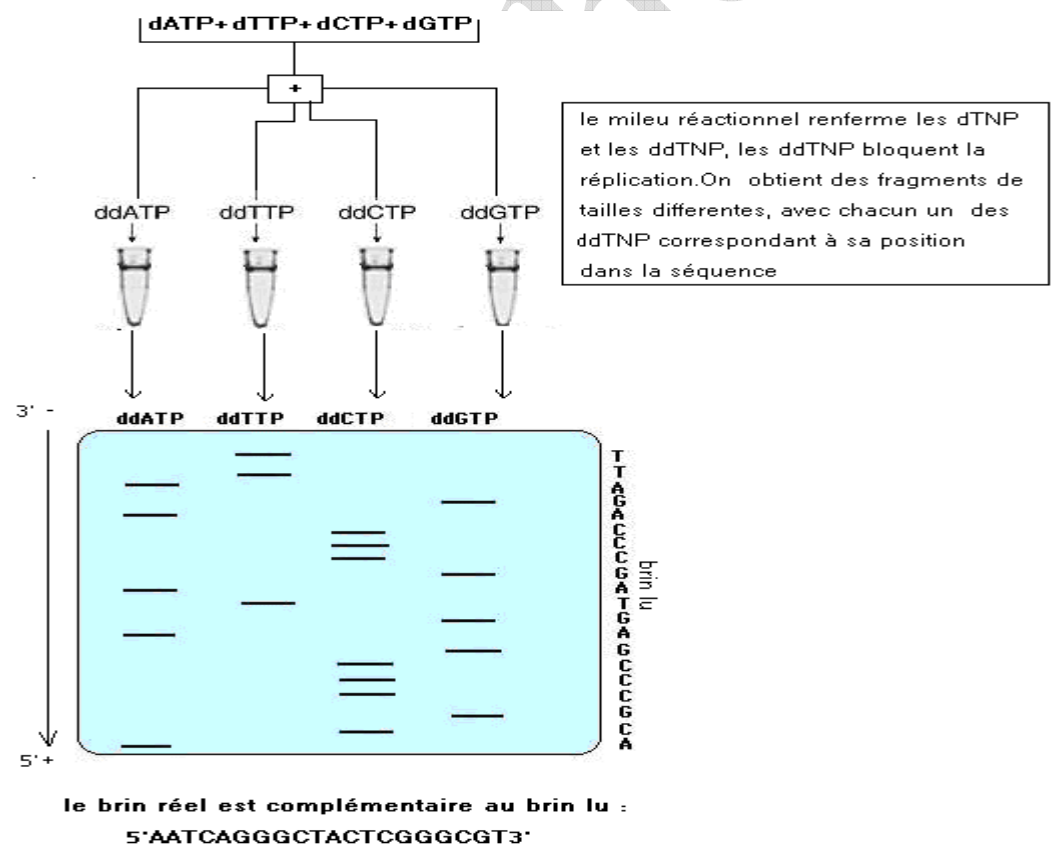 dATP+ dTTP+ dCTP+ dGTP
+
le mileu réactionnel renferme les dTNP
et les ddTNP, les ddTNP bloquent la
réplication.On obtient des fragments de
tailles differentes, avec chacun un des
ddTNP correspondant à sa position
dans la séquence
ddATP ddTTP ddCTP ddGTP
3' -
ddATP ddTTP ddCTP ddGTP
T
T
A
G
A
C
C
C
G
A
T
G
A
G
C
C
C
G
C
A
brin lu
5'+
le brin réel est complémentaire au brin lu :
5'AATCAGGGCTACTCGGGCGT3'